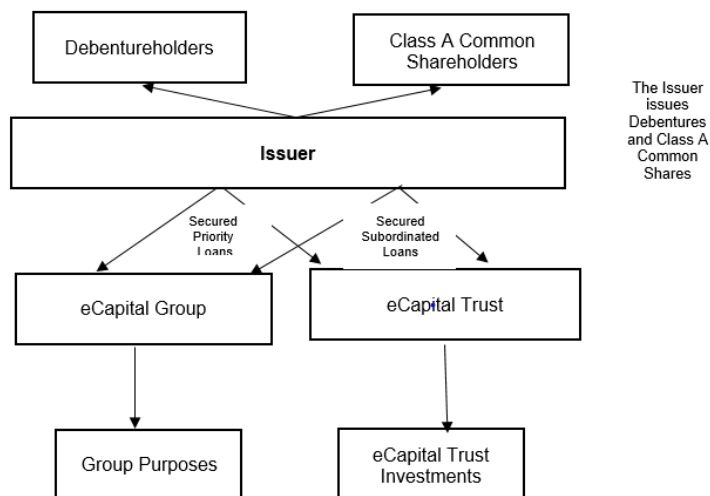 Debentureholders
Class A Common
Shareholders
The Issuer
issues
Debentures
and Class A
Common
Shares
Issuer
Secured
Priority
Loans
Secured
Subordinated
Loans
eCapital Group
eCapital Trust
Group Purposes
eCapital Trust
Investments